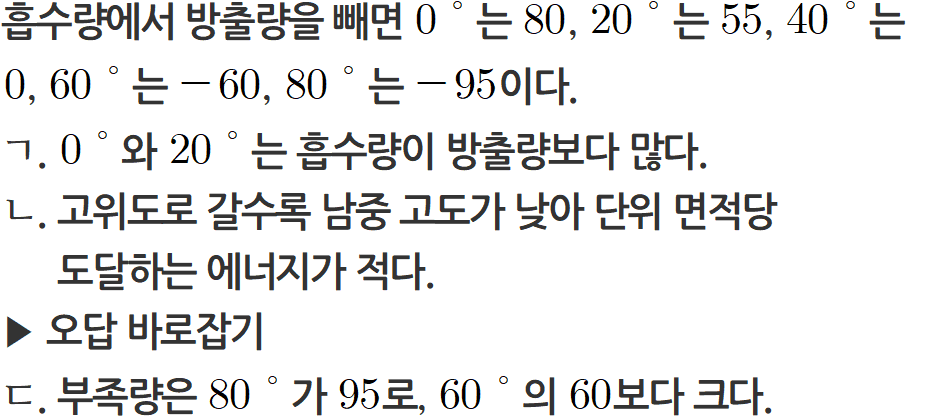 흡수량에서 방출량을 빼면 0°는 80, 20°는 55, 40°는
0, 60°는 −60, 80°는 −95이다.
ㄱ. 0°와 20°는 흡수량이 방출량보다 많다.
ㄴ. 고위도로 갈수록 남중 고도가 낮아 단위 면적당
도달하는 에너지가 적다.
▶ 오답 바로잡기
ㄷ. 부족량은 80°가 95로, 60°의 60보다 크다.